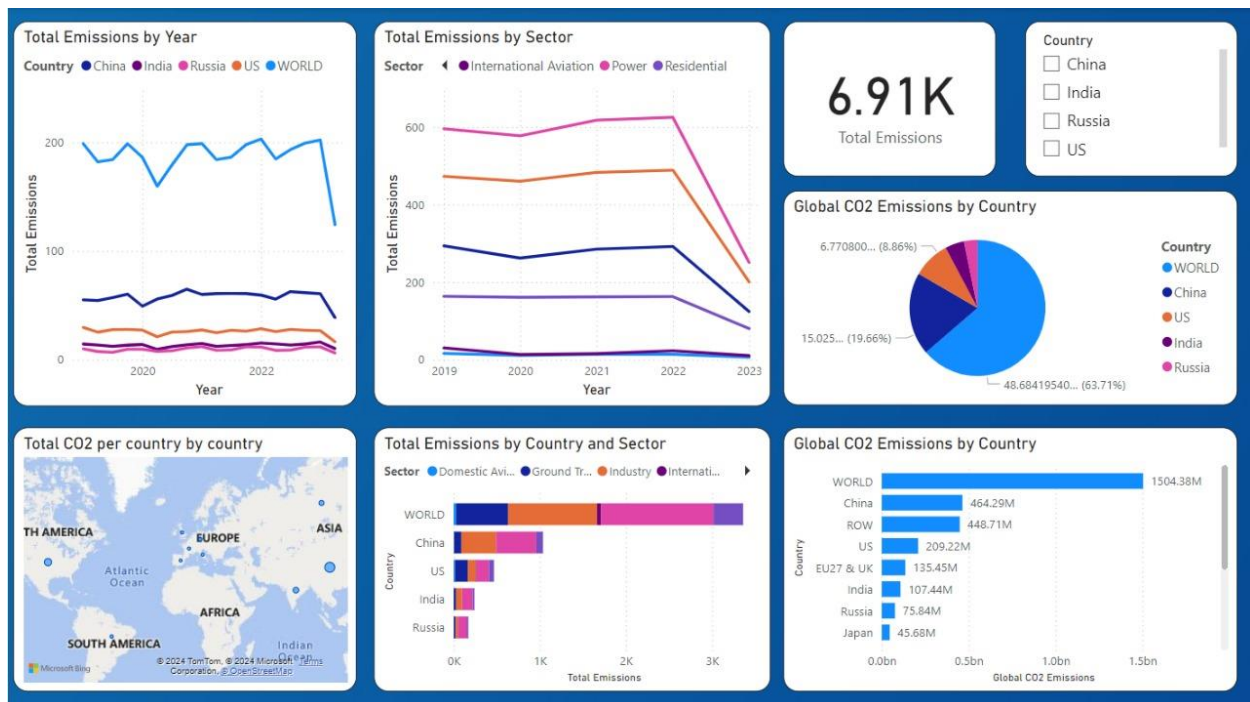 Total Emissions by Year
Country China India Russia US WORLD
Total Emissions
200
100
0
2020 2022
Year
Total Emissions by Sector
Sector International Aviation Power Residential
Total Emissions
600
400
200
0
2019 2020 2021 2022 2023
Year
6.91K
Total Emissions
Country
China
India
Russia
US
Global CO2 Emissions by Country
6.770800... (8.86%)
15.025... (19.66%)
48.68419540... (63.71%)
Country
WORLD
China
US
India
Russia
Total CO2 per country by country
TH AMERICA
EUROPE
ASIA
Atlantic
Ocean
AFRICA
SOUTH AMERICA
Indian
Ocean
Microsoft Bing
© 2024 TomTom, © 2024 Microsoft Terms
Corporation, © OpenStreetMap
Total Emissions by Country and Sector
Sector Domestic Avi... Ground Tr... Industry Internati...
Country
WORLD
China
US
India
Russia
0K 1K 2K 3K
Total Emissions
Global CO2 Emissions by Country
Country
WORLD 1504.38M
China 464.29M
ROW 448.71M
US 209.22M
EU27 & UK 135.45M
India 107.44M
Russia 75.84M
Japan 45.68M
0.0bn 0.5bn 1.0bn 1.5bn
Global CO2 Emissions